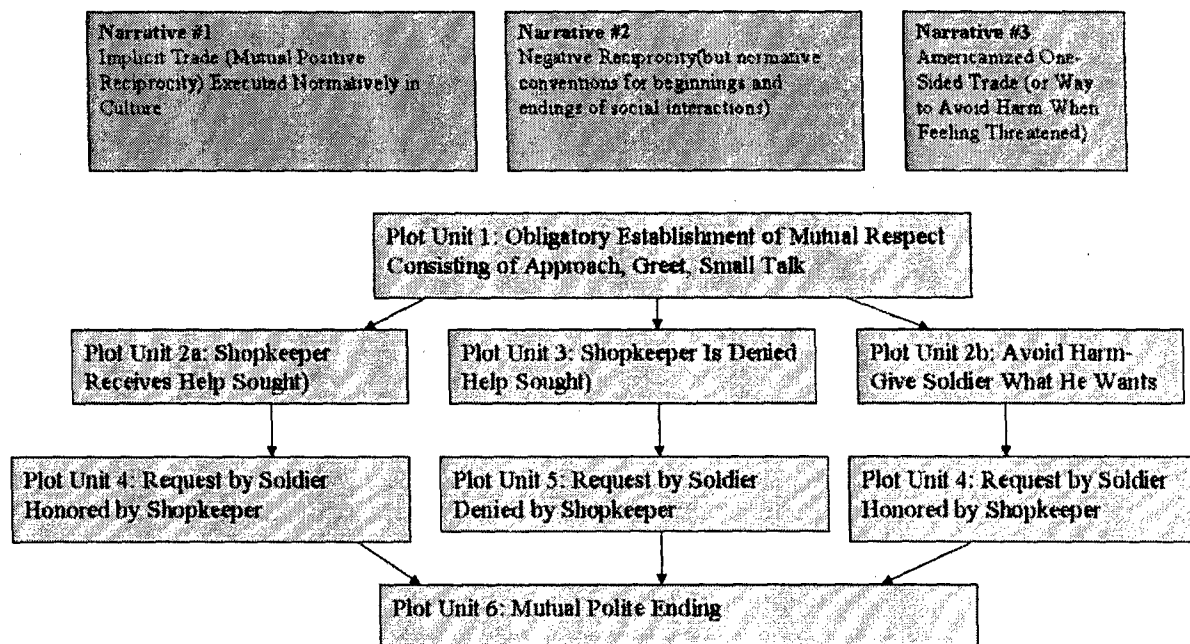 Narrative #1
Implicit Trade (Mutual Positive
Reciprocity) Executed Normatively in
Culture
Narrative #2
Negative Reciprocity(but normative
conventions for beginnings and
endings of social interactions)
Narrative #3
Americanized One-
Sided Trade (or Way
to Avoid Harm When
Feeling Threatened)
Plot Unit 1: Obligatory Establishment of Mutual Respect
Consisting of Approach, Greet, Small Talk
Plot Unit 2a: Shopkeeper
Receives Help Sought)
Plot Unit 3: Shopkeeper Is Denied
Help Sought)
Plot Unit 2b: Avoid Harm-
Give Soldier What He Wants
Plot Unit 4: Request by Soldier
Honored by Shopkeeper
Plot Unit 5: Request by Soldier
Denied by Shopkeeper
Plot Unit 4: Request by Soldier
Honored by Shopkeeper
Plot Unit 6: Mutual Polite Ending